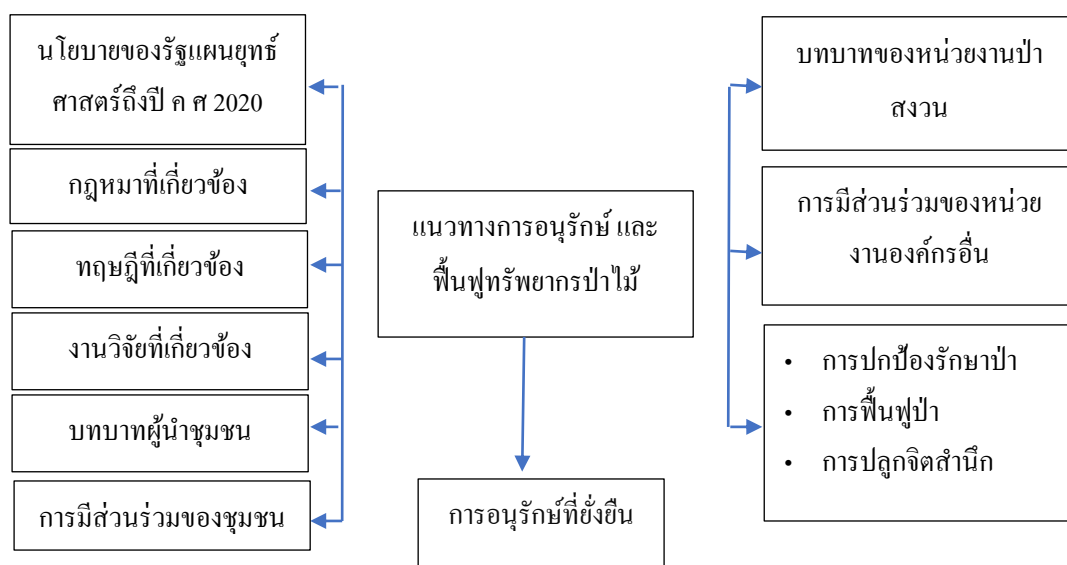 นโยบายของรัฐแผนยุทธ์
ศาสตร์ถึงปี ค ศ 2020
กฎหมาที่เกี่ยวข้อง
ทฤษฎีที่เกี่ยวข้อง
งานวิจัยที่เกี่ยวข้อง
บทบาทผู้นำชุมชน
การมีส่วนร่วมของชุมชน
แนวทางการอนุรักษ์ และ
ฟื้นฟูทรัพยากรป่าไม้
การอนุรักษ์ที่ยั่งยืน
บทบาทของหน่วยงานป่า
สงวน
การมีส่วนร่วมของหน่วย
งานองค์กรอื่น
• การปกป้องรักษาป่า
• การฟื้นฟูป่า
• การปลูกจิตสำนึก